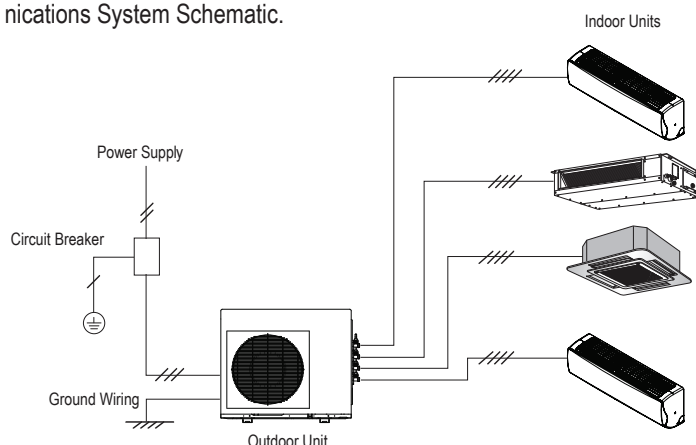 nications System Schematic.
Indoor Units
Power Supply
Circuit Breaker
Ground Wiring
Outdoor Unit